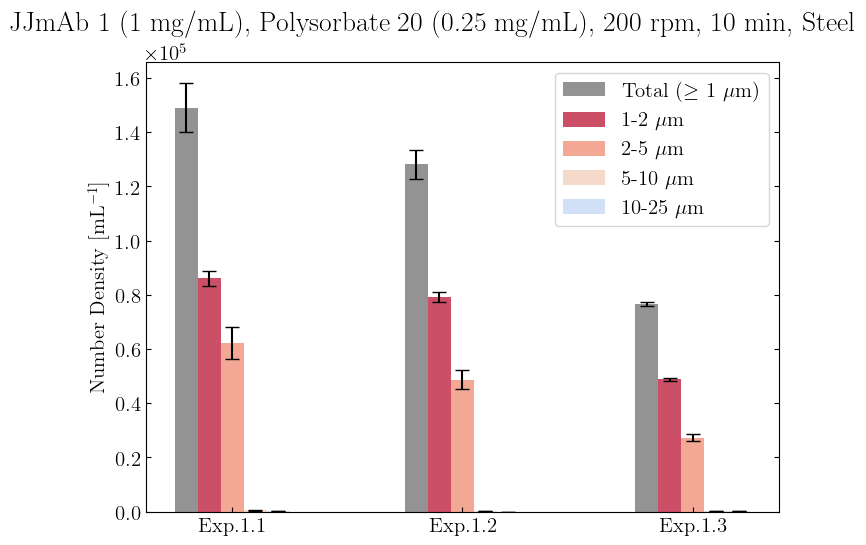 JJmAb 1 (1 mg/mL), Polysorbate 20 (0.25 mg/mL), 200 rpm, 10 min, Steel
×10⁵
1.6
1.4
1.2
1.0
0.8
0.6
0.4
0.2
0.0
Number Density [mL⁻¹]
Total (≥ 1 μm)
1-2 μm
2-5 μm
5-10 μm
10-25 μm
Exp.1.1 Exp.1.2 Exp.1.3